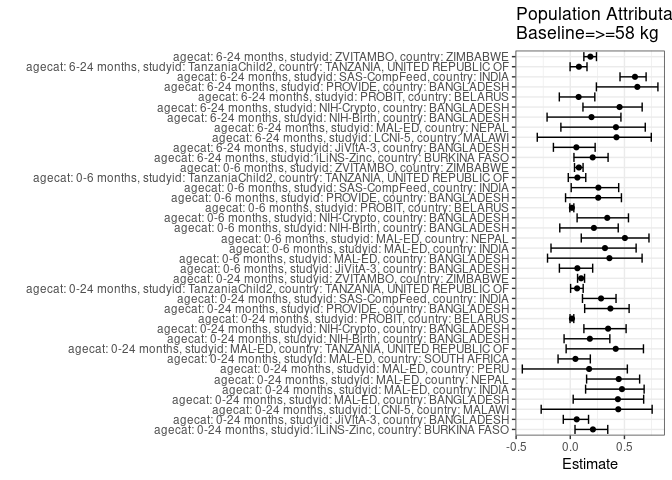 Population Attributa
Baseline=>=58 kg
agecat: 6-24 months, studyid: ZVITAMBO, country: ZIMBABWE
agecat: 6-24 months, studyid: TanzaniaChild2, country: TANZANIA, UNITED REPUBLIC OF
agecat: 6-24 months, studyid: SAS-CompFeed, country: INDIA
agecat: 6-24 months, studyid: PROVIDE, country: BANGLADESH
agecat: 6-24 months, studyid: PROBIT, country: BELARUS
agecat: 6-24 months, studyid: NIH-Crypto, country: BANGLADESH
agecat: 6-24 months, studyid: NIH-Birth, country: BANGLADESH
agecat: 6-24 months, studyid: MAL-ED, country: NEPAL
agecat: 6-24 months, studyid: LCNI-5, country: MALAWI
agecat: 6-24 months, studyid: JiVitA-3, country: BANGLADESH
agecat: 6-24 months, studyid: iLiNS-Zinc, country: BURKINA FASO
agecat: 0-6 months, studyid: ZVITAMBO, country: ZIMBABWE
agecat: 0-6 months, studyid: TanzaniaChild2, country: TANZANIA, UNITED REPUBLIC OF
agecat: 0-6 months, studyid: SAS-CompFeed, country: INDIA
agecat: 0-6 months, studyid: PROVIDE, country: BANGLADESH
agecat: 0-6 months, studyid: PROBIT, country: BELARUS
agecat: 0-6 months, studyid: NIH-Crypto, country: BANGLADESH
agecat: 0-6 months, studyid: NIH-Birth, country: BANGLADESH
agecat: 0-6 months, studyid: MAL-ED, country: NEPAL
agecat: 0-6 months, studyid: MAL-ED, country: INDIA
agecat: 0-6 months, studyid: MAL-ED, country: BANGLADESH
agecat: 0-6 months, studyid: JiVitA-3, country: BANGLADESH
agecat: 0-24 months, studyid: ZVITAMBO, country: ZIMBABWE
agecat: 0-24 months, studyid: TanzaniaChild2, country: TANZANIA, UNITED REPUBLIC OF
agecat: 0-24 months, studyid: SAS-CompFeed, country: INDIA
agecat: 0-24 months, studyid: PROVIDE, country: BANGLADESH
agecat: 0-24 months, studyid: PROBIT, country: BELARUS
agecat: 0-24 months, studyid: NIH-Crypto, country: BANGLADESH
agecat: 0-24 months, studyid: NIH-Birth, country: BANGLADESH
agecat: 0-24 months, studyid: MAL-ED, country: TANZANIA, UNITED REPUBLIC OF
agecat: 0-24 months, studyid: MAL-ED, country: SOUTH AFRICA
agecat: 0-24 months, studyid: MAL-ED, country: PERU
agecat: 0-24 months, studyid: MAL-ED, country: NEPAL
agecat: 0-24 months, studyid: MAL-ED, country: INDIA
agecat: 0-24 months, studyid: MAL-ED, country: BANGLADESH
agecat: 0-24 months, studyid: LCNI-5, country: MALAWI
agecat: 0-24 months, studyid: JiVitA-3, country: BANGLADESH
agecat: 0-24 months, studyid: iLiNS-Zinc, country: BURKINA FASO
-0.5 0.0 0.5
Estimate